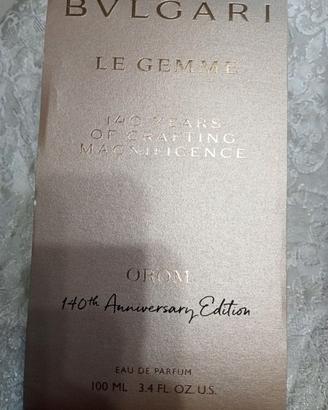 BVLGARI
LE GEMME
140 YEARS
OF CRAFTING
MAGNIFICENCE
OROM
140th Anniversary Edition
EAU DE PARFUM
100 ML 3.4 FL. OZ. U.S.